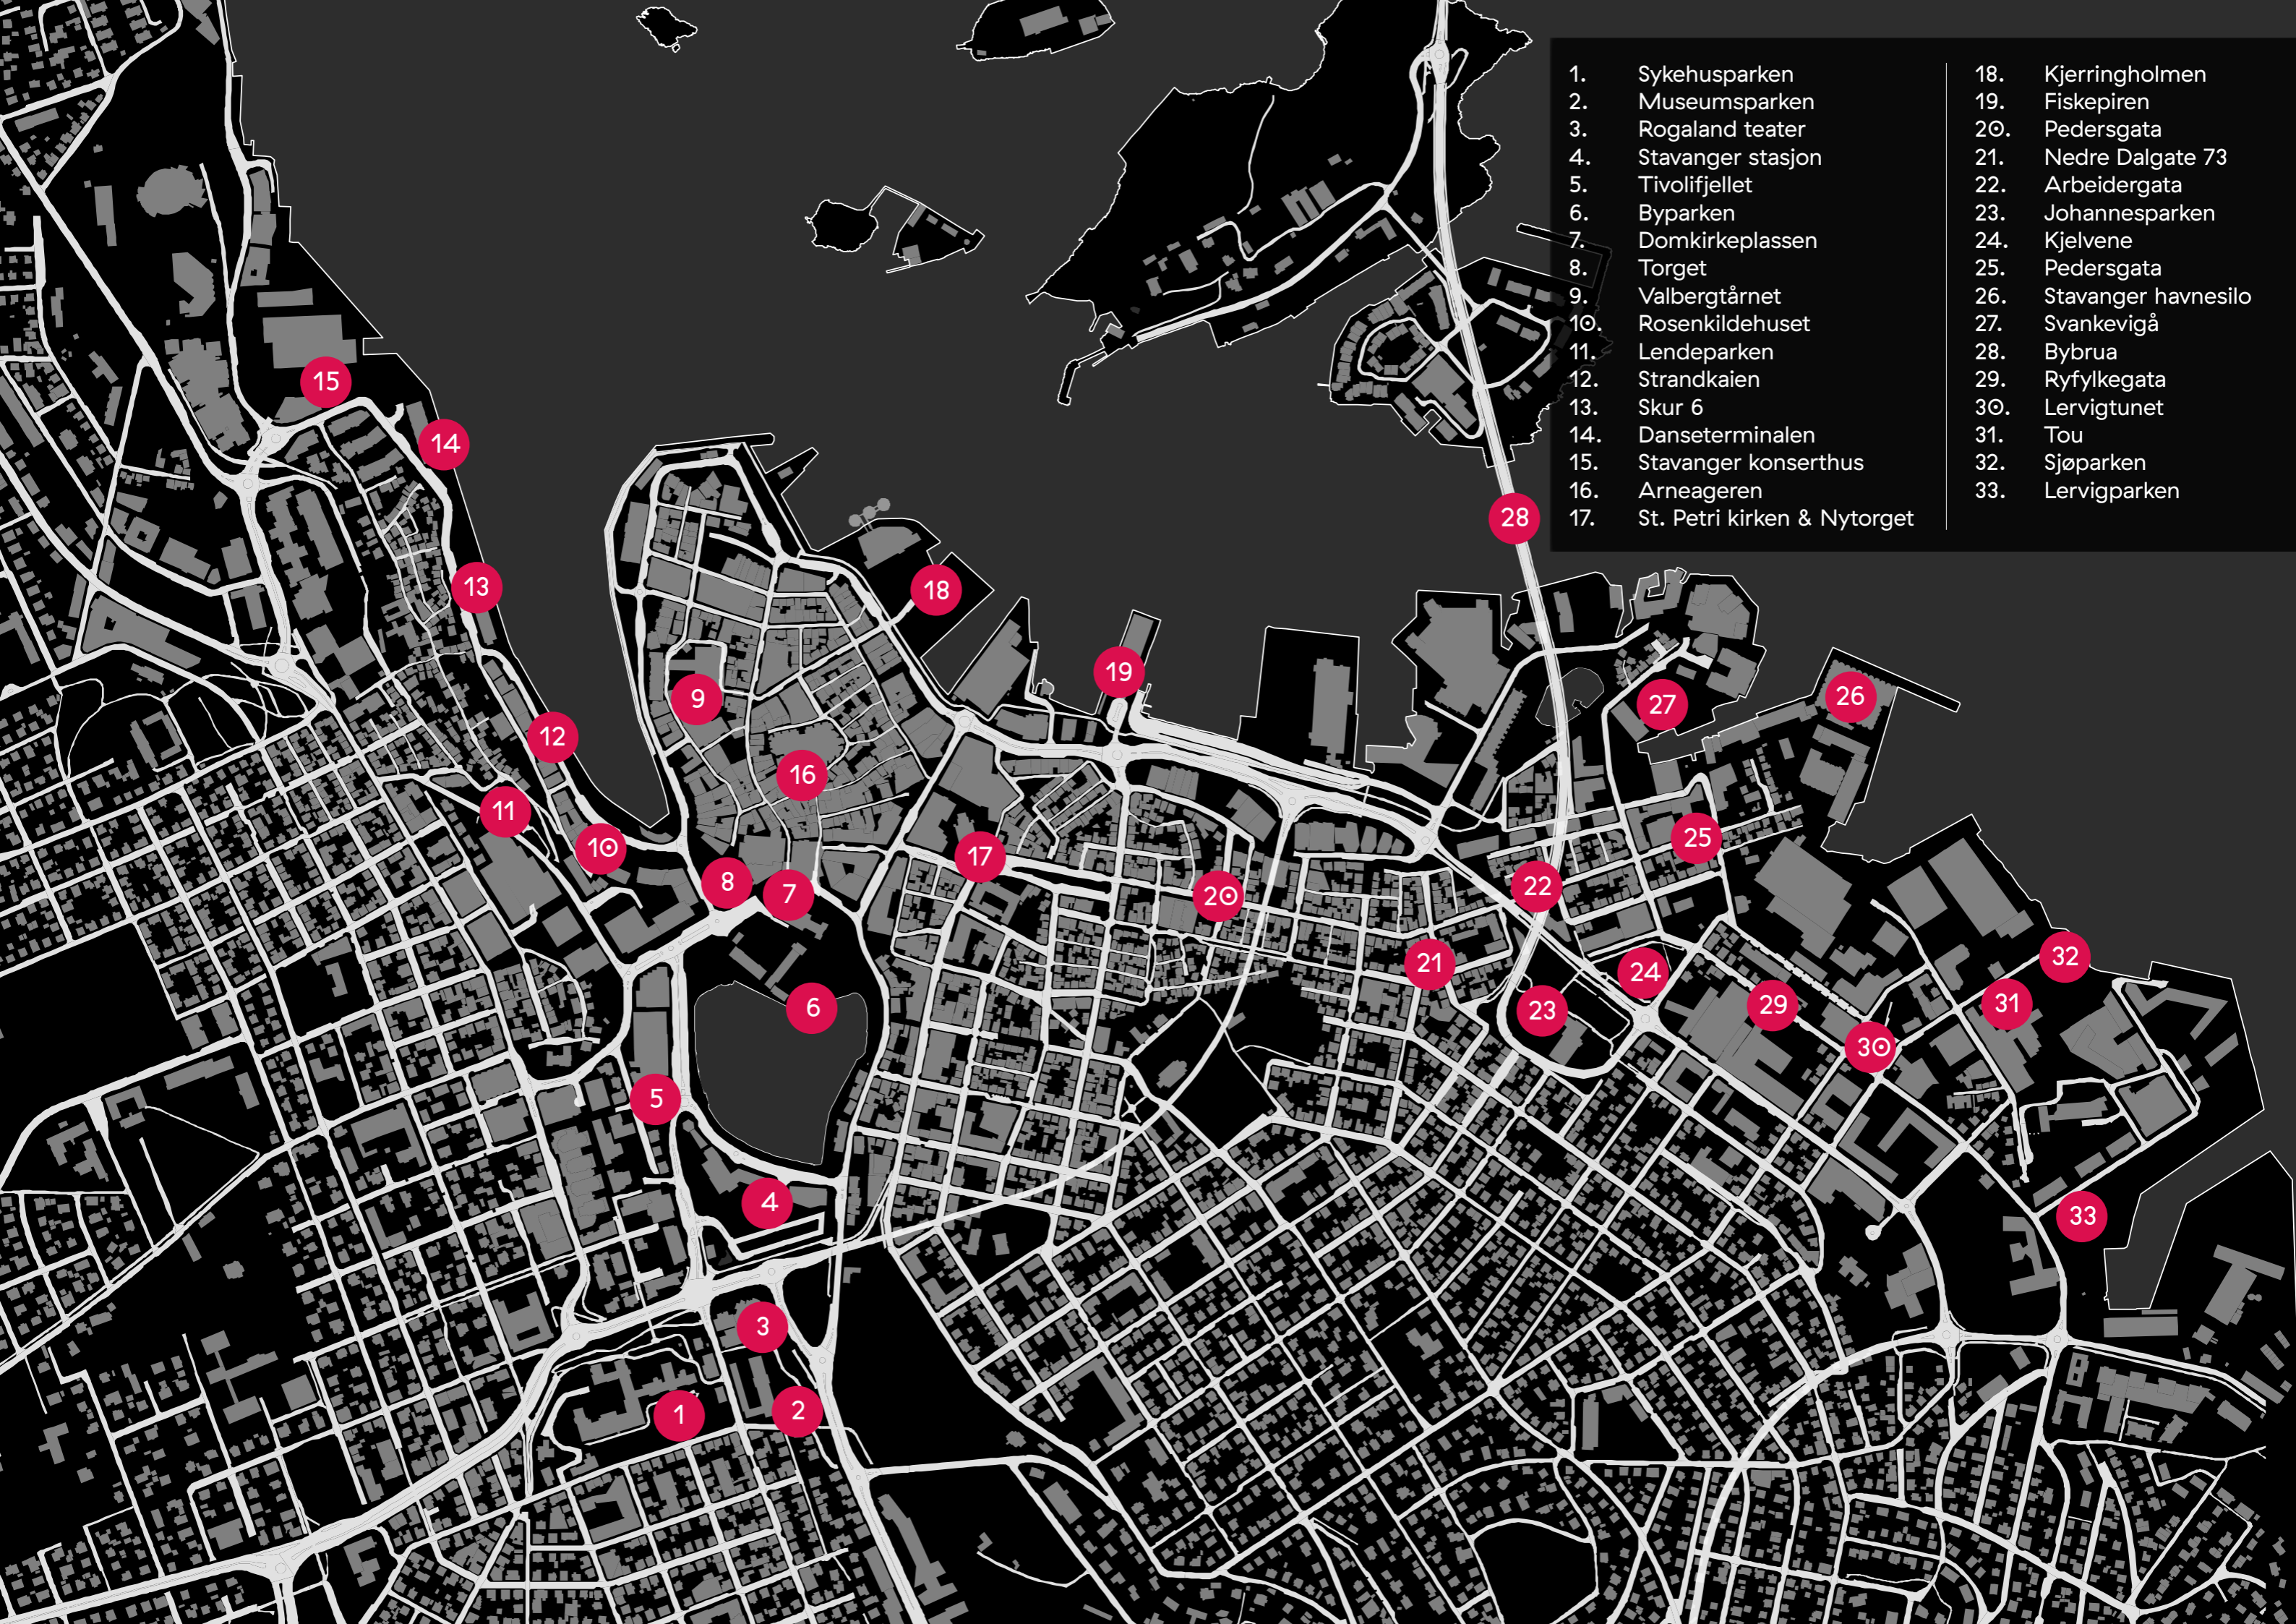 1. Sykehusparken
2. Museumsparken
3. Rogaland teater
4. Stavanger stasjon
5. Tivolifjellet
6. Byparken
7. Domkirkeplassen
8. Torget
9. Valbergtårnet
10. Rosenkildehuset
11. Lendeparken
12. Strandkaien
13. Skur 6
14. Danseterminalen
15. Stavanger konserthus
16. Arneageren
17. St. Petri kirken & Nytorget
18. Kjerringholmen
19. Fiskepiren
20. Pedersgata
21. Nedre Dalgate 73
22. Arbeidergata
23. Johannesparken
24. Kjelvene
25. Pedersgata
26. Stavanger havnesilo
27. Svankevigå
28. Bybrua
29. Ryfylkegata
30. Lervigtunet
31. Tou
32. Sjøparken
33. Lervigparken
15
14
28
13
18
19
9
26
27
12
16
11
25
10
17
8
22
7
20
32
21
24
31
29
6
23
30
5
4
33
3
2
1